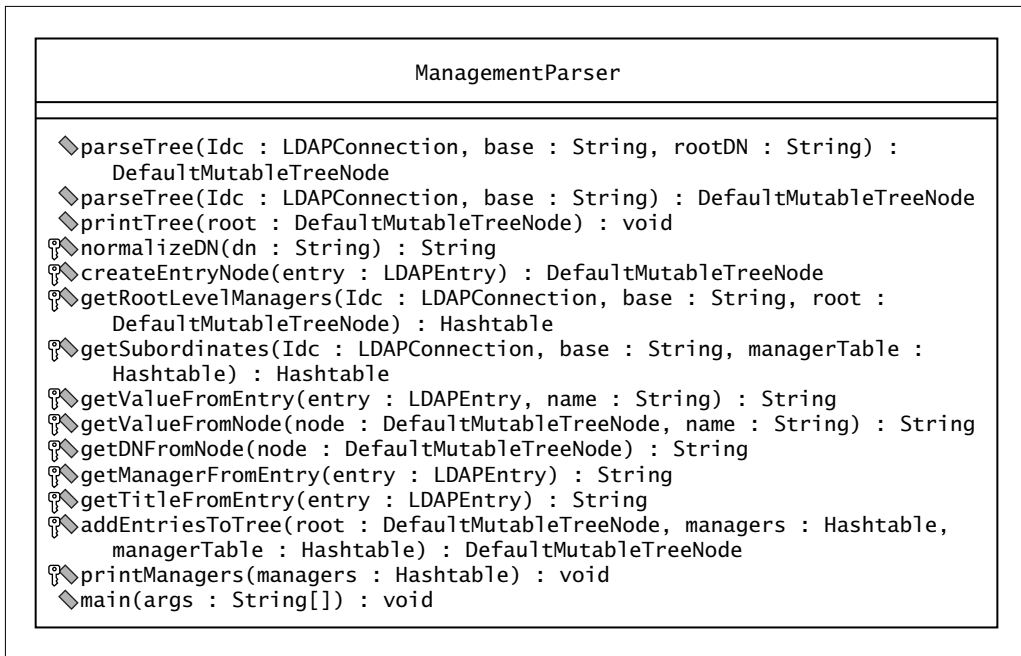 ManagementParser
parseTree(Idc : LDAPConnection, base : String, rootDN : String) :
DefaultMutableTreeNode
parseTree(Idc : LDAPConnection, base : String) : DefaultMutableTreeNode
printTree(root : DefaultMutableTreeNode) : void
normalizeDN(dn : String) : String
createEntryNode(entry : LDAPEntry) : DefaultMutableTreeNode
getRootLevelManagers(Idc : LDAPConnection, base : String, root :
DefaultMutableTreeNode) : Hashtable
getSubordinates(Idc : LDAPConnection, base : String, managerTable :
Hashtable) : Hashtable
getValueFromEntry(entry : LDAPEntry, name : String) : String
getValueFromNode(node : DefaultMutableTreeNode, name : String) : String
getDNFromNode(node : DefaultMutableTreeNode) : String
getManagerFromEntry(entry : LDAPEntry) : String
getTitleFromEntry(entry : LDAPEntry) : String
addEntriesToTree(root : DefaultMutableTreeNode, managers : Hashtable,
managerTable : Hashtable) : DefaultMutableTreeNode
printManagers(managers : Hashtable) : void
main(args : String[]) : void